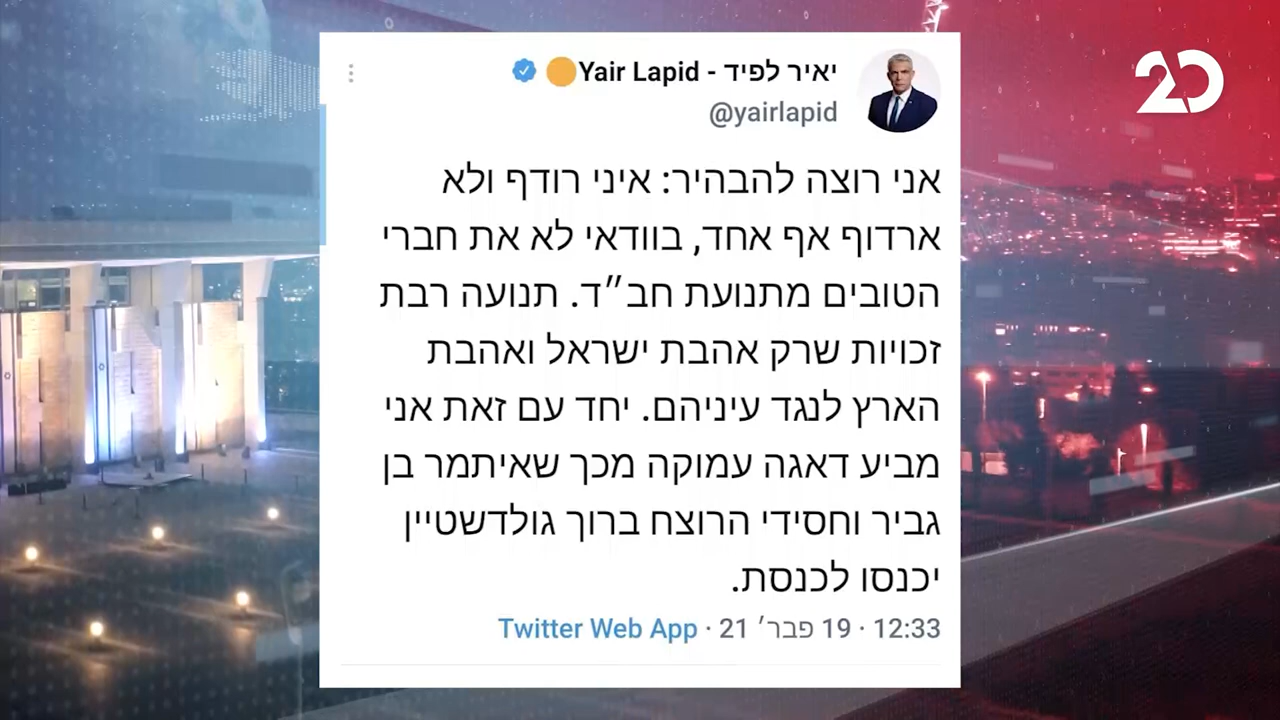 20
יאיר לפיד - Yair Lapid
@yairlapid
אני רוצה להבהיר: איני רודף ולא
ארדוף אף אחד, בוודאי לא את חברי
הטובים מתנועת חב״ד. תנועה רבת
זכויות שרק אהבת ישראל ואהבת
הארץ לנגד עיניהם. יחד עם זאת אני
מביע דאגה עמוקה מכך שאיתמר בן
גביר וחסידי הרוצח ברוך גולדשטיין
יכנסו לכנסת.
12:33 · 19 פבר׳ 21 · Twitter Web App